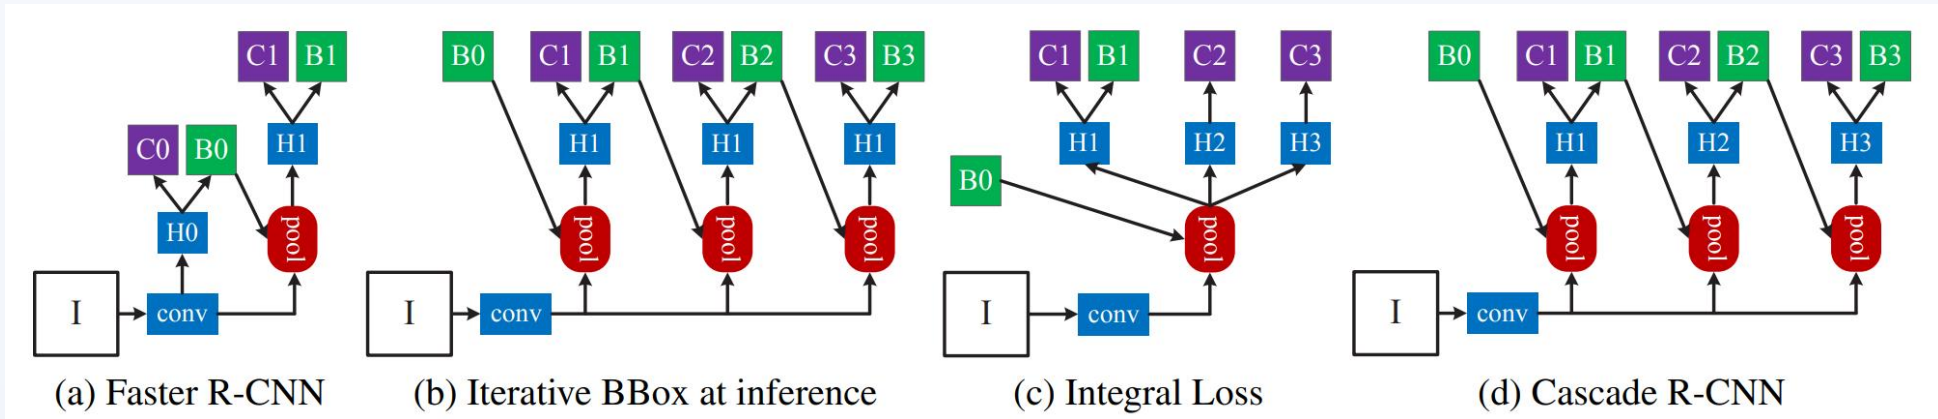 C1 B1
C0 B0 H1
H0 pool
I conv
(a) Faster R-CNN
B0 C1 B1 C2 B2 C3 B3
H1 H1 H1
pool pool pool
I conv
(b) Iterative BBox at inference
C1 B1 C2 C3
H1 H2 H3
B0 pool
I conv
(c) Integral Loss
B0 C1 B1 C2 B2 C3 B3
H1 H2 H3
pool pool pool
I conv
(d) Cascade R-CNN